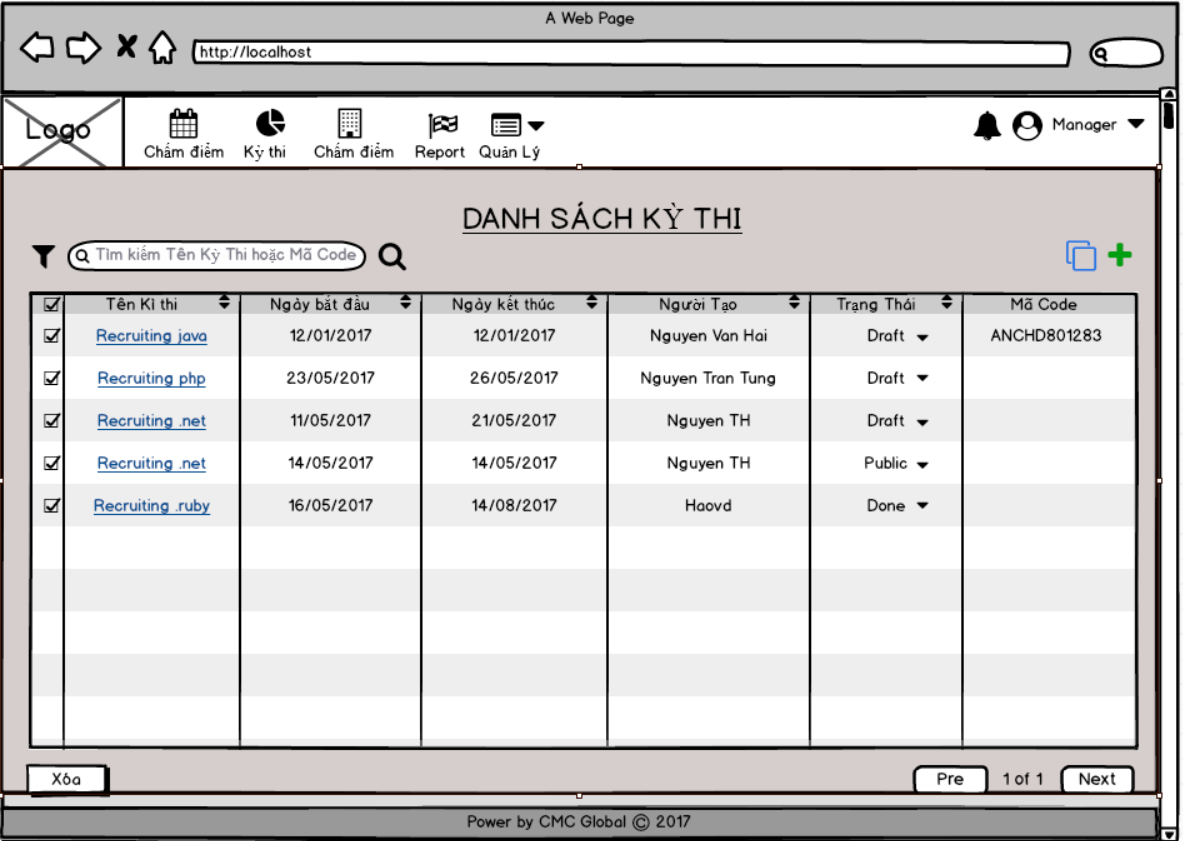 A Web Page
http://localhost
Logo
Chấm điểm Kỳ thi Chấm điểm Report Quản Lý Manager
DANH SÁCH KỲ THI
Tìm kiếm Tên Kỳ Thi hoặc Mã Code
Tên Kì thi Ngày bắt đầu Ngày kết thúc Người Tạo Trạng Thái Mã Code
Recruiting java 12/01/2017 12/01/2017 Nguyen Van Hai Draft ANCHD801283
Recruiting php 23/05/2017 26/05/2017 Nguyen Tran Tung Draft
Recruiting .net 11/05/2017 21/05/2017 Nguyen TH Draft
Recruiting .net 14/05/2017 14/05/2017 Nguyen TH Public
Recruiting .ruby 16/05/2017 14/08/2017 Haovd Done
Xóa Pre 1 of 1 Next
Power by CMC Global © 2017